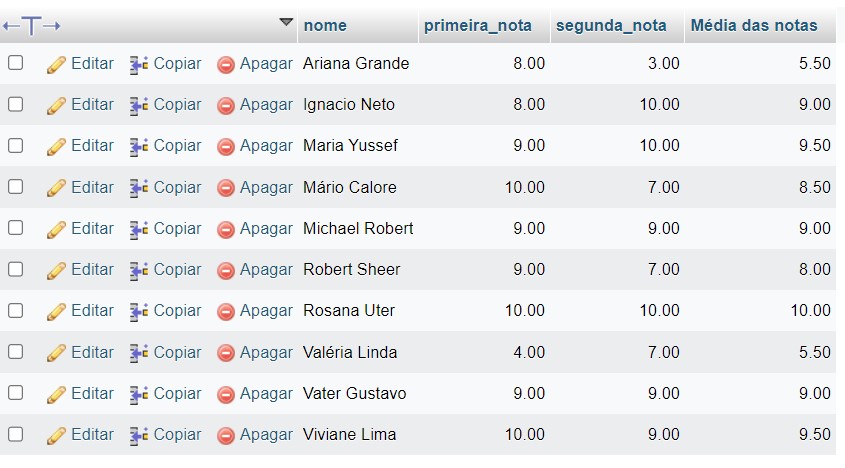 nome primeira_nota segunda_nota Média das notas
Editar Copiar Apagar Ariana Grande 8.00 3.00 5.50
Editar Copiar Apagar Ignacio Neto 8.00 10.00 9.00
Editar Copiar Apagar Maria Yussef 9.00 10.00 9.50
Editar Copiar Apagar Mário Calore 10.00 7.00 8.50
Editar Copiar Apagar Michael Robert 9.00 9.00 9.00
Editar Copiar Apagar Robert Sheer 9.00 7.00 8.00
Editar Copiar Apagar Rosana Uter 10.00 10.00 10.00
Editar Copiar Apagar Valéria Linda 4.00 7.00 5.50
Editar Copiar Apagar Vater Gustavo 9.00 9.00 9.00
Editar Copiar Apagar Viviane Lima 10.00 9.00 9.50